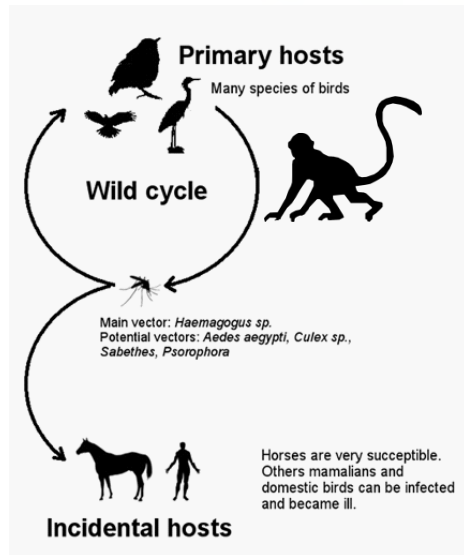 Primary hosts
Many species of birds
Wild cycle
Main vector: Haemagogus sp.
Potential vectors: Aedes aegypti, Culex sp.,
Sabethes, Psorophora
Horses are very succeptible.
Others mamalians and
domestic birds can be infected
and became ill.
Incidental hosts